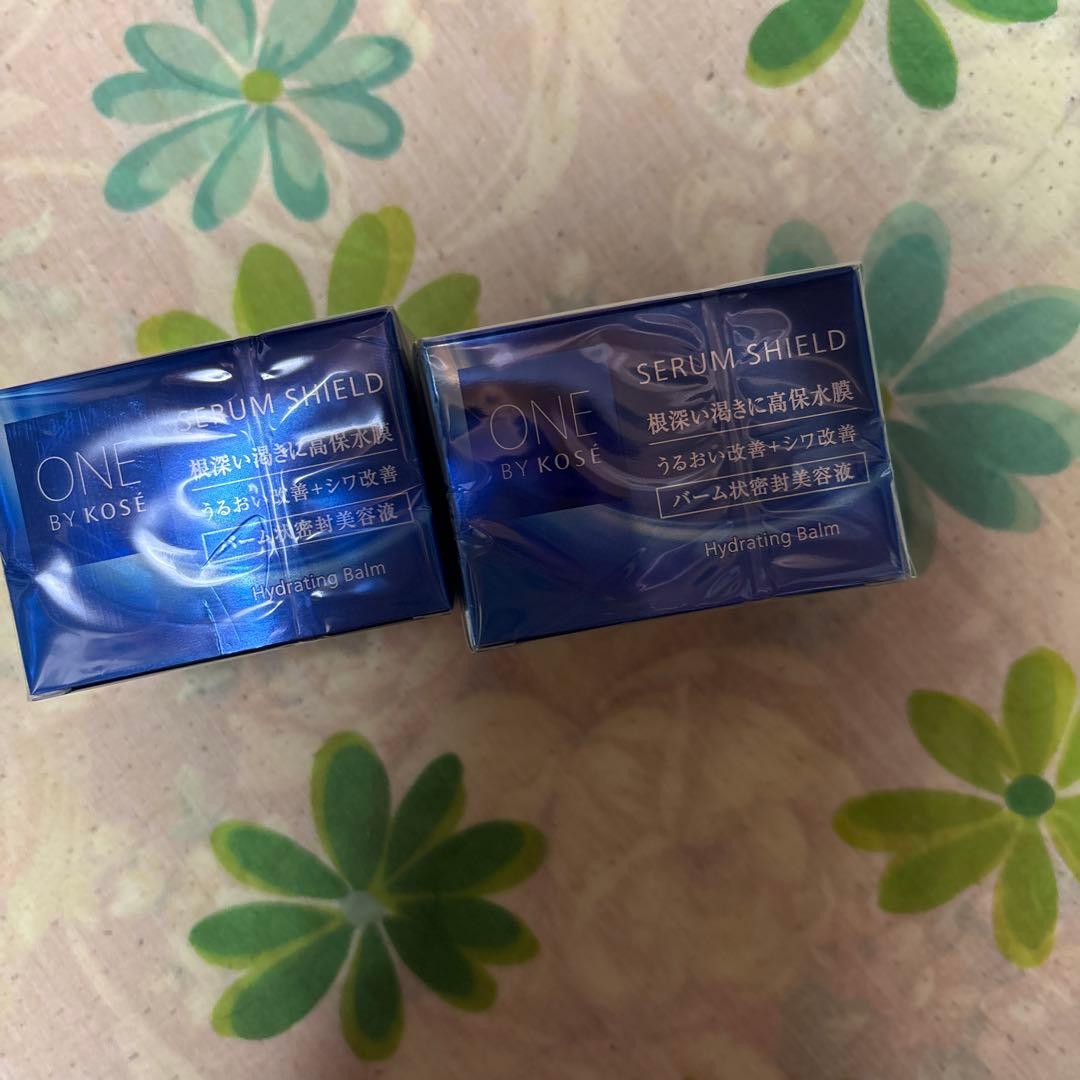 ONE
BY KOSÉ
SERUM SHIELD
根深い渇きに高保水膜
うるおい改善+シワ改善
バーム状密封美容液
Hydrating Balm
ONE
BY KOSÉ
SERUM SHIELD
根深い渇きに高保水膜
うるおい改善+シワ改善
バーム状密封美容液
Hydrating Balm